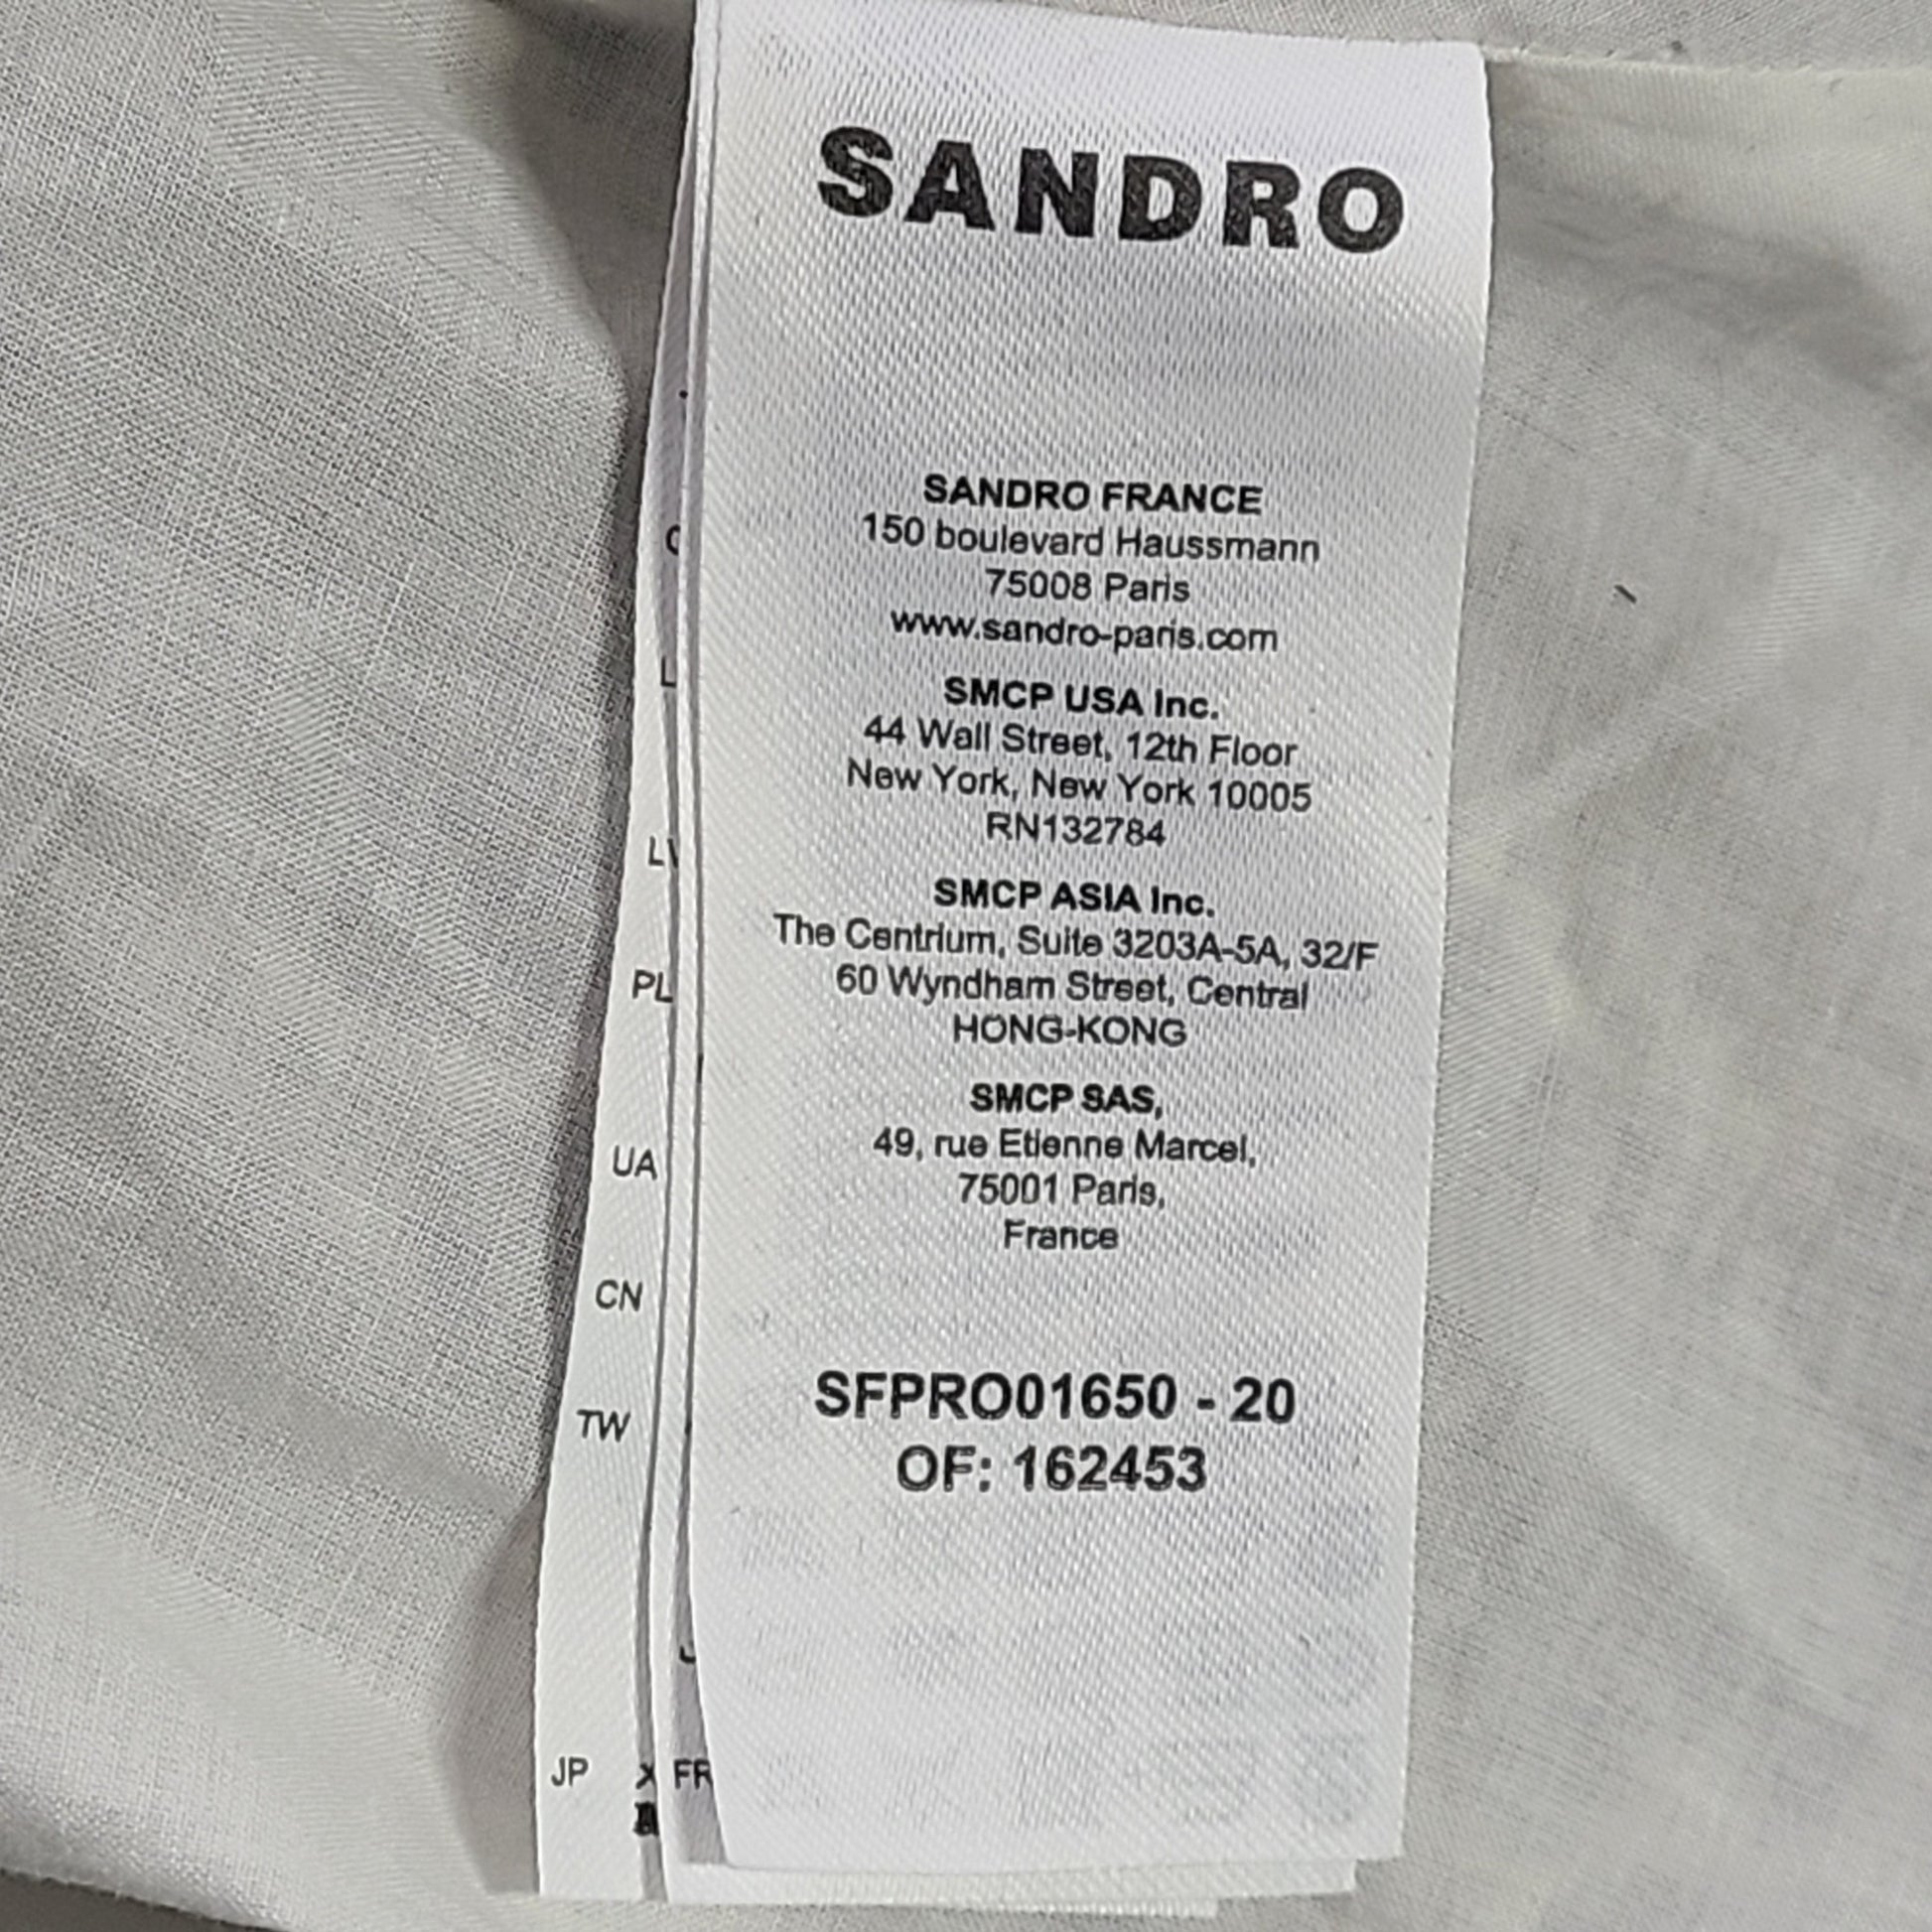 SANDRO
SANDRO FRANCE
150 boulevard Haussmann
75008 Paris
www.sandro-paris.com
SMCP USA Inc.
44 Wall Street, 12th Floor
New York, New York 10005
RN132784
SMCP ASIA Inc.
The Centrium, Suite 3203A-5A, 32/F
60 Wyndham Street, Central
HONG-KONG
SMCP SAS,
49, rue Etienne Marcel,
75001 Paris,
France
SFPRO01650 - 20
OF: 162453
PL
UA
CN
TW
JP
FR